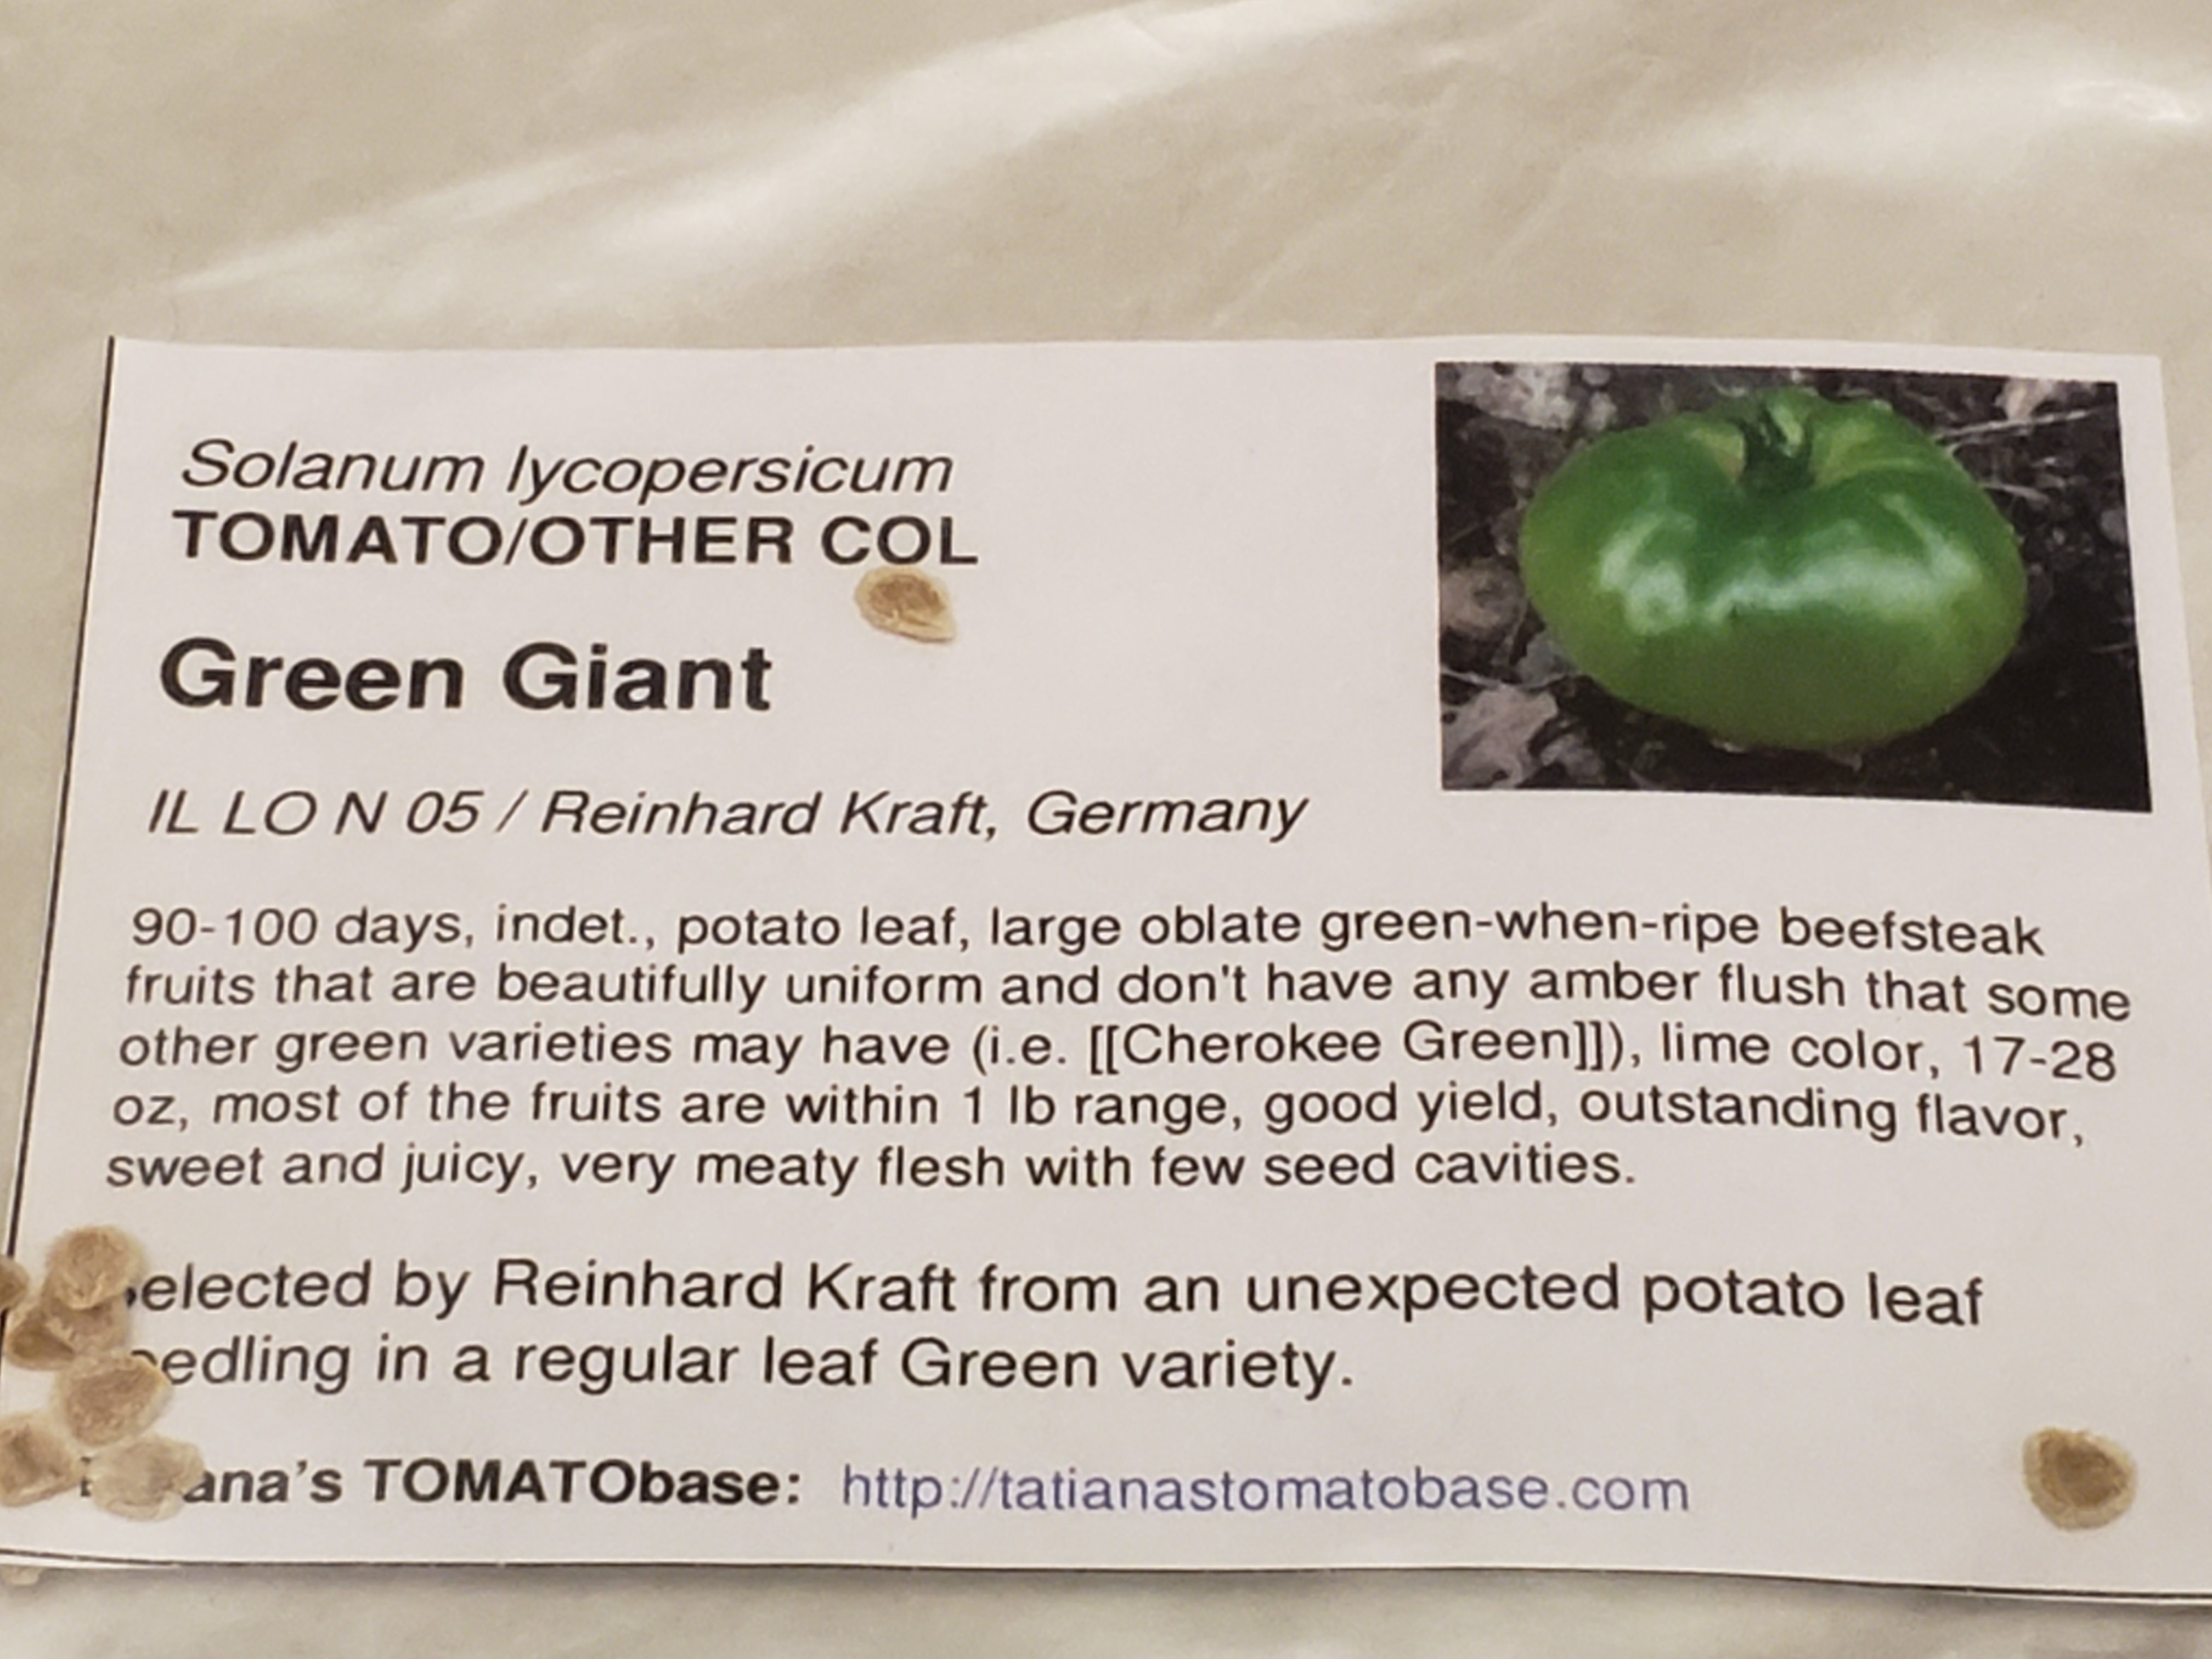 Solanum lycopersicum
TOMATO/OTHER COL
Green Giant
IL LO N 05 / Reinhard Kraft, Germany
90-100 days, indet., potato leaf, large oblate green-when-ripe beefsteak
fruits that are beautifully uniform and don't have any amber flush that some
other green varieties may have (i.e. [[Cherokee Green]]), lime color, 17-28
oz, most of the fruits are within 1 lb range, good yield, outstanding flavor,
sweet and juicy, very meaty flesh with few seed cavities.
elected by Reinhard Kraft from an unexpected potato leaf
edling in a regular leaf Green variety.
ana's TOMATObase: http://tatianastomatobase.com